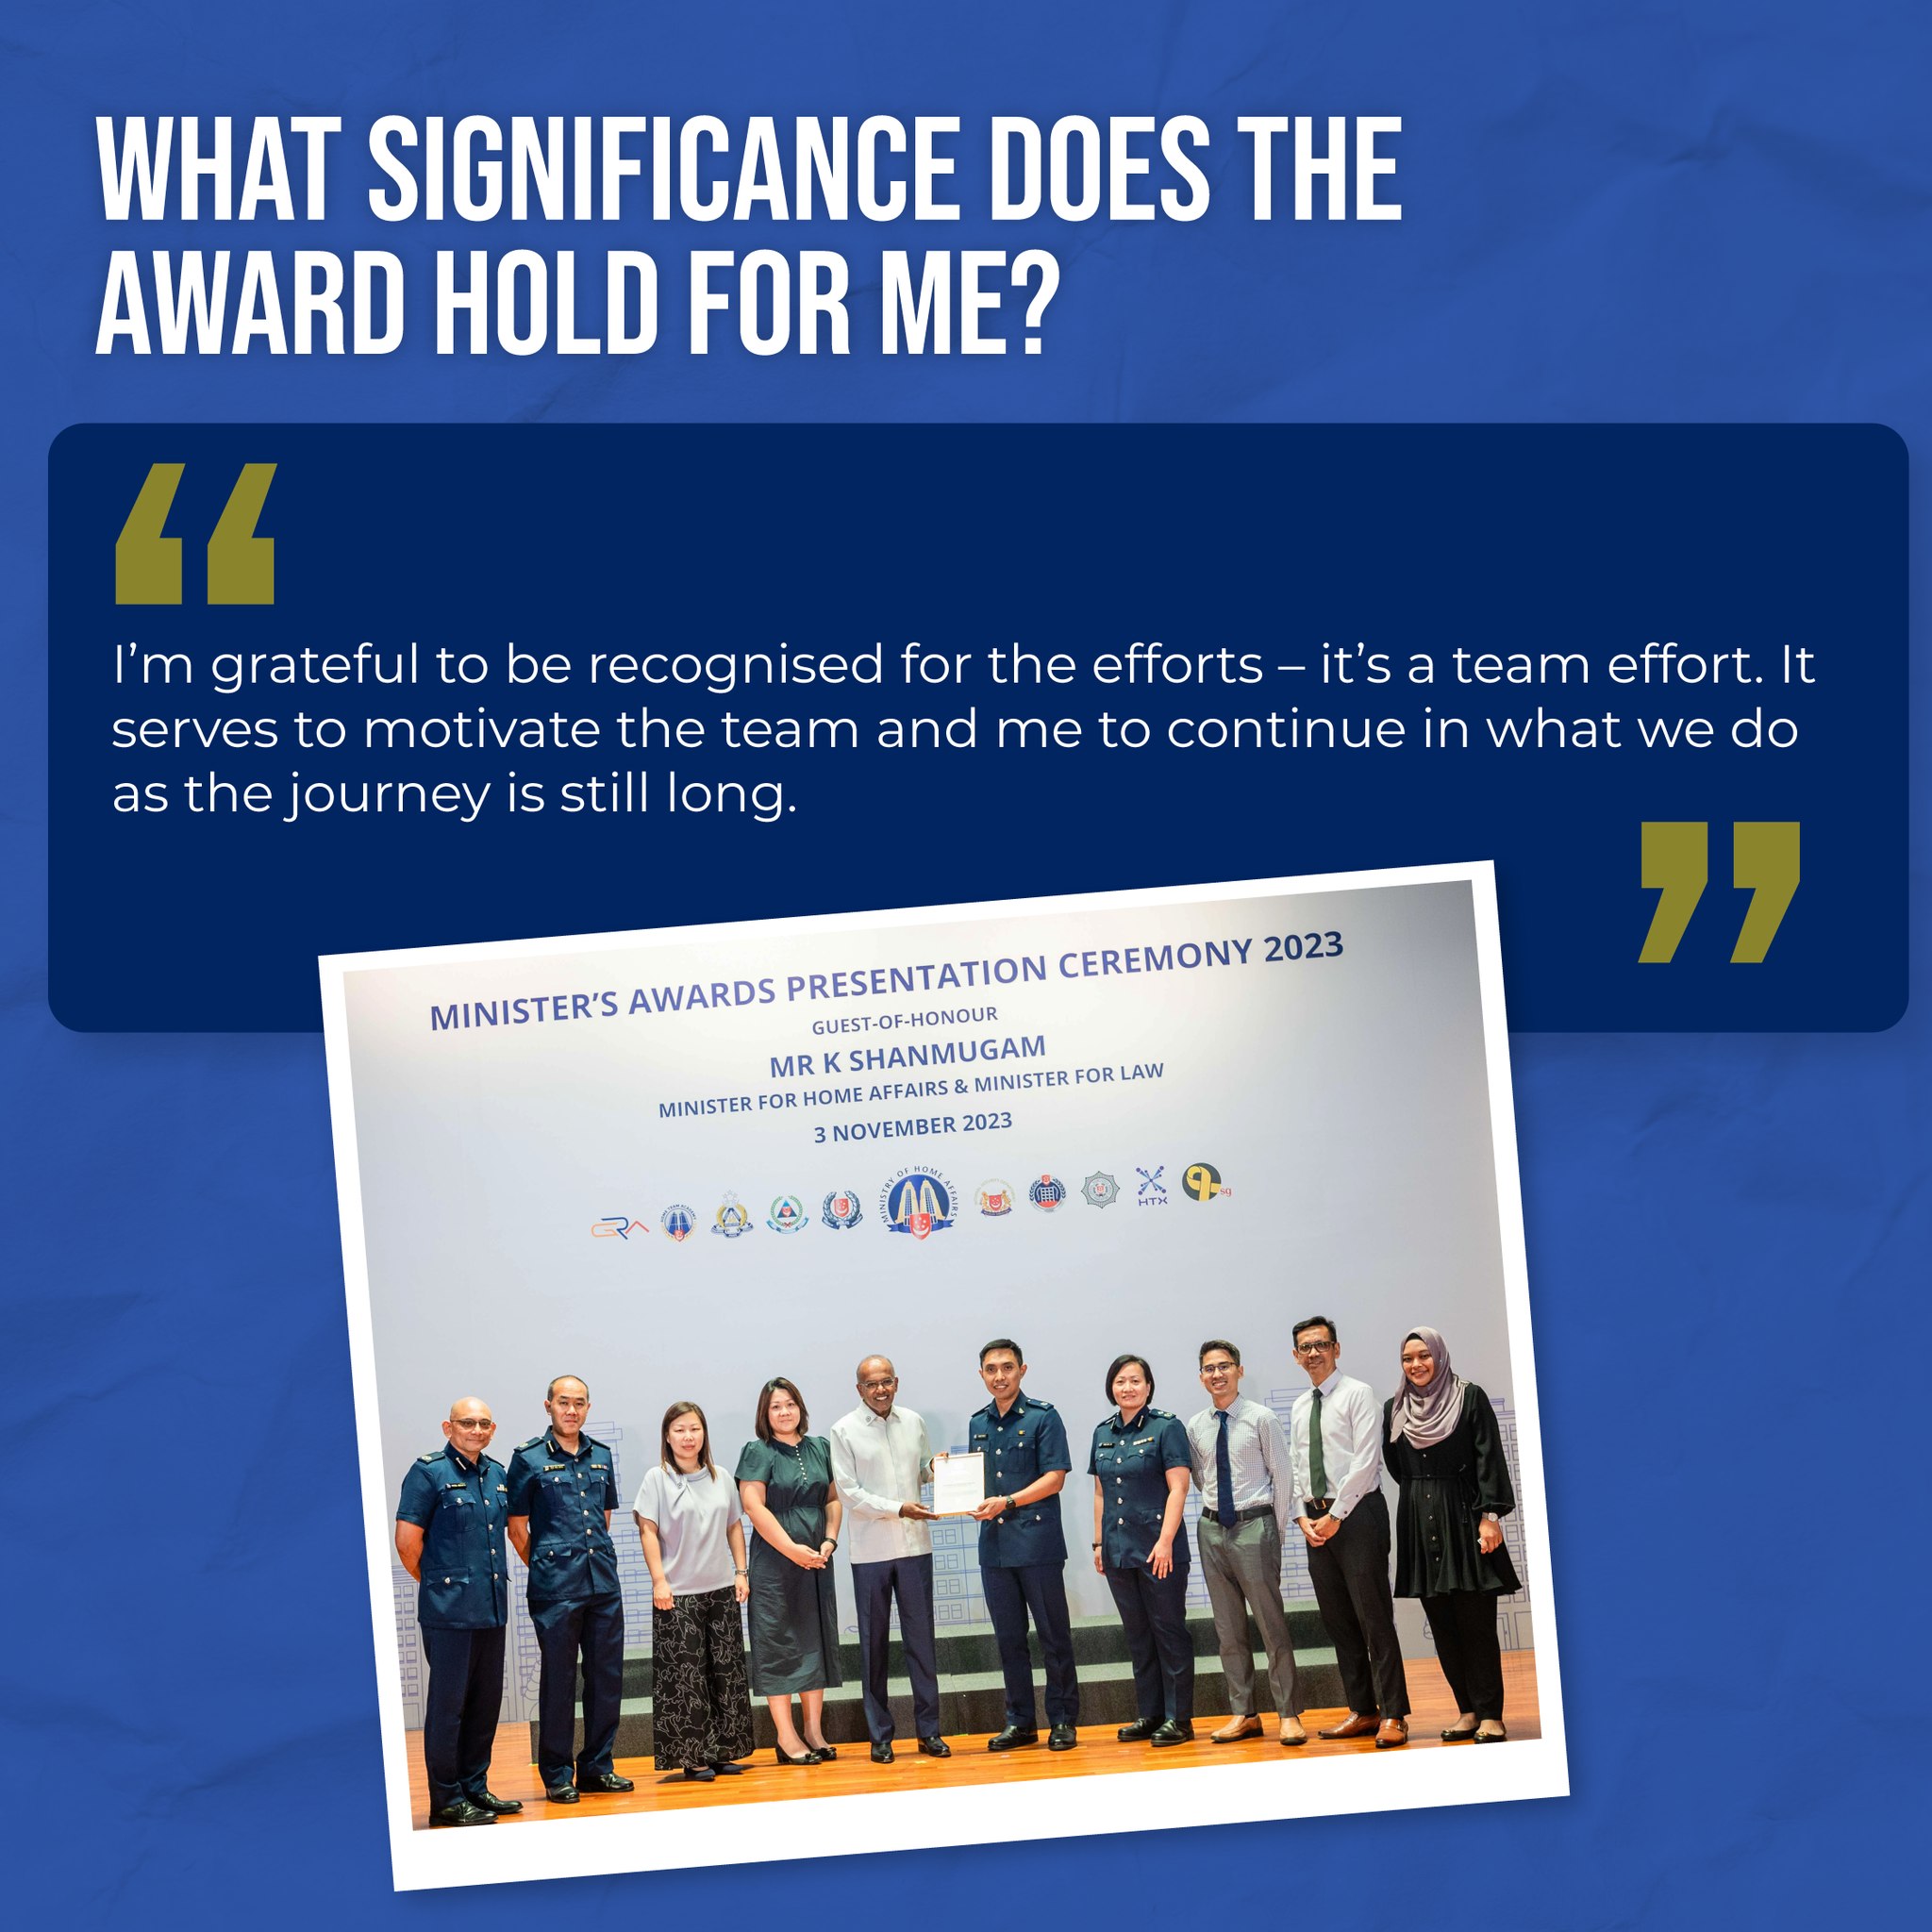 WHAT SIGNIFICANCE DOES THE
AWARD HOLD FOR ME?
“
I’m grateful to be recognised for the efforts – it’s a team effort. It
serves to motivate the team and me to continue in what we do
as the journey is still long.
”
MINISTER’S AWARDS PRESENTATION CEREMONY 2023
GUEST-OF-HONOUR
MR K SHANMUGAM
MINISTER FOR HOME AFFAIRS & MINISTER FOR LAW
3 NOVEMBER 2023
GRA
MINISTRY OF HOME AFFAIRS
HTX
sg